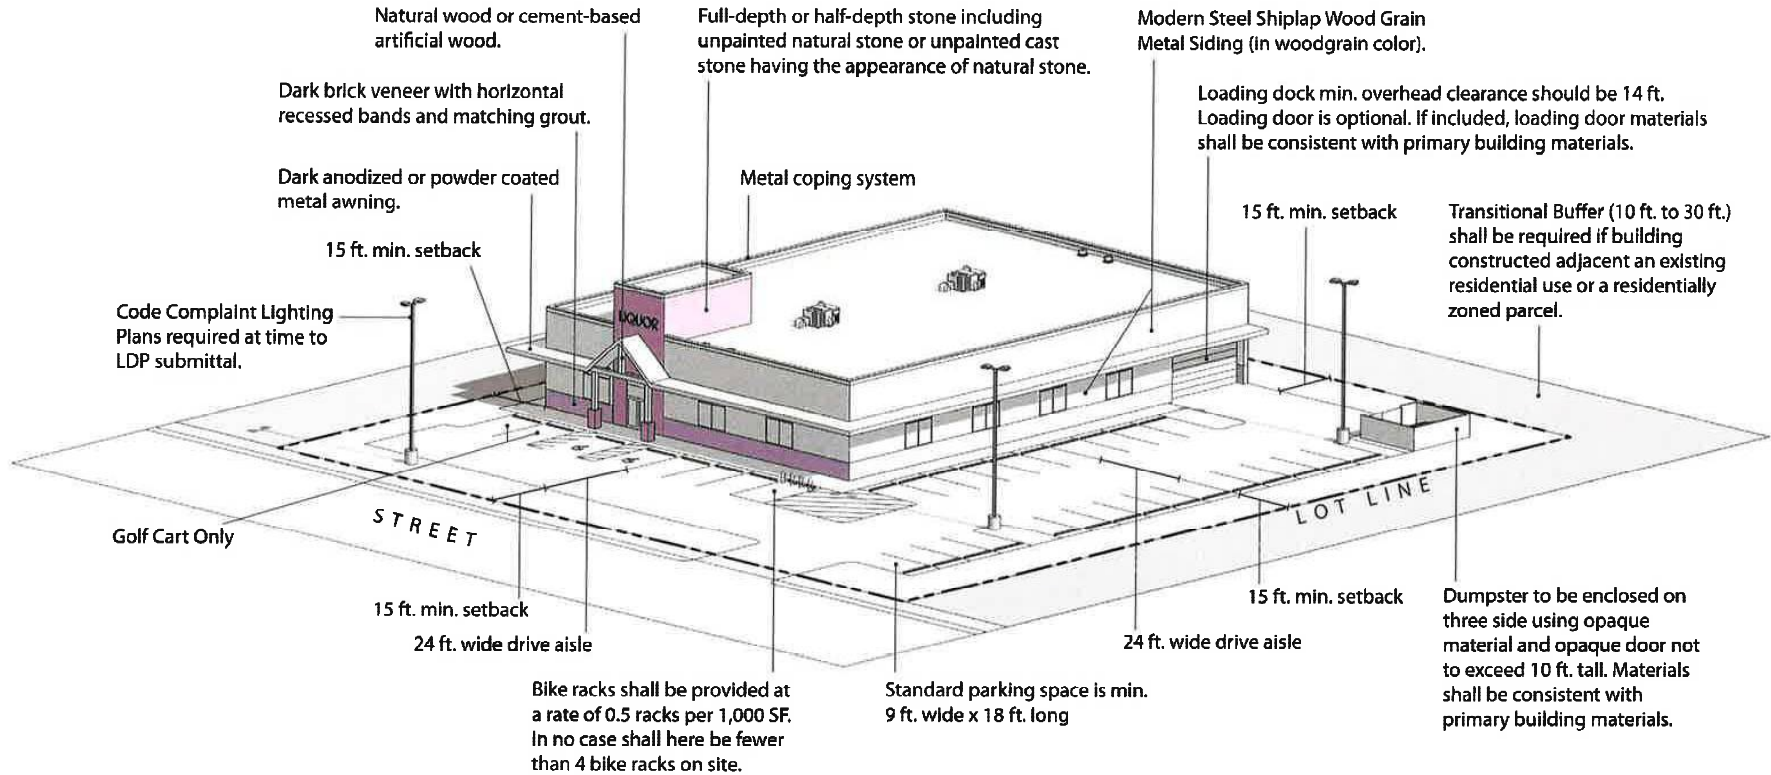 Natural wood or cement-based
artificial wood.
Full-depth or half-depth stone including
unpainted natural stone or unpainted cast
stone having the appearance of natural stone.
Modern Steel Shiplap Wood Grain
Metal Siding (in woodgrain color).
Dark brick veneer with horizontal
recessed bands and matching grout.
Loading dock min. overhead clearance should be 14 ft.
Loading door is optional. If included, loading door materials
shall be consistent with primary building materials.
Dark anodized or powder coated
metal awning.
Metal coping system
15 ft. min. setback
Transitional Buffer (10 ft. to 30 ft.)
shall be required if building
constructed adjacent an existing
residential use or a residentially
zoned parcel.
15 ft. min. setback
Code Complaint Lighting
Plans required at time to
LDP submittal.
LIQUOR
Golf Cart Only
STREET
LOT LINE
15 ft. min. setback
24 ft. wide drive aisle
Bike racks shall be provided at
a rate of 0.5 racks per 1,000 SF.
In no case shall here be fewer
than 4 bike racks on site.
Standard parking space is min.
9 ft. wide x 18 ft. long
24 ft. wide drive aisle
15 ft. min. setback
Dumpster to be enclosed on
three side using opaque
material and opaque door not
to exceed 10 ft. tall. Materials
shall be consistent with
primary building materials.